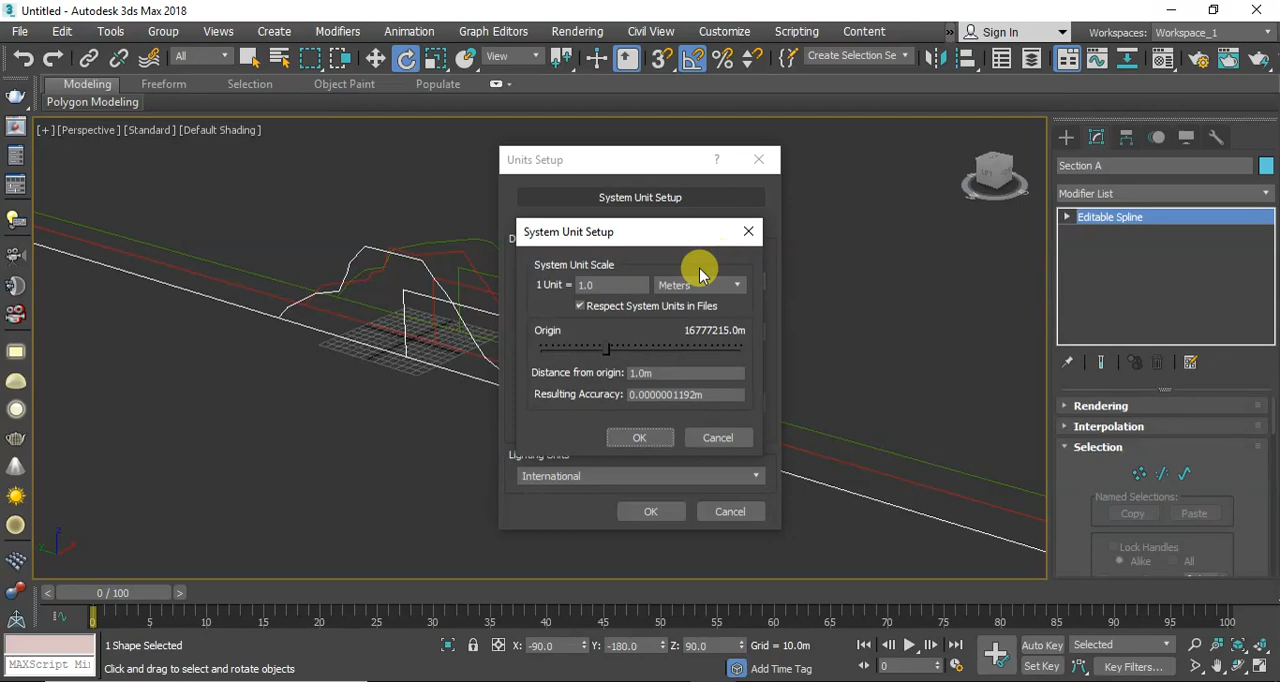 Untitled - Autodesk 3ds Max 2018
File Edit Tools Group Views Create Modifiers Animation Graph Editors Rendering Civil View Customize Scripting Content » Sign In Workspaces: Workspace_1
All View Create Selection Se
Modeling Freeform Selection Object Paint Populate
Polygon Modeling
[+] [Perspective] [Standard] [Default Shading]
Units Setup ?
Section A
System Unit Setup
Modifier List
Editable Spline
System Unit Setup
System Unit Scale
1 Unit = 1.0 Meters
Respect System Units in Files
Origin 16777215.0m
Distance from origin: 1.0m
Resulting Accuracy: 0.0000001192m
OK Cancel
Rendering
Interpolation
Selection
International
Named Selections:
Copy Paste
OK Cancel
Lock Handles
Alike All
< 0 / 100 >
0 5 10 15 20 25 30 35 40 45 50 55 60 65 70 75 80 85 90 95 100
1 Shape Selected X: -90.0 Y: -180.0 Z: 90.0 Grid = 10.0m Auto Key Selected
MAXScript Mi Click and drag to select and rotate objects Add Time Tag 0 Set Key Key Filters...